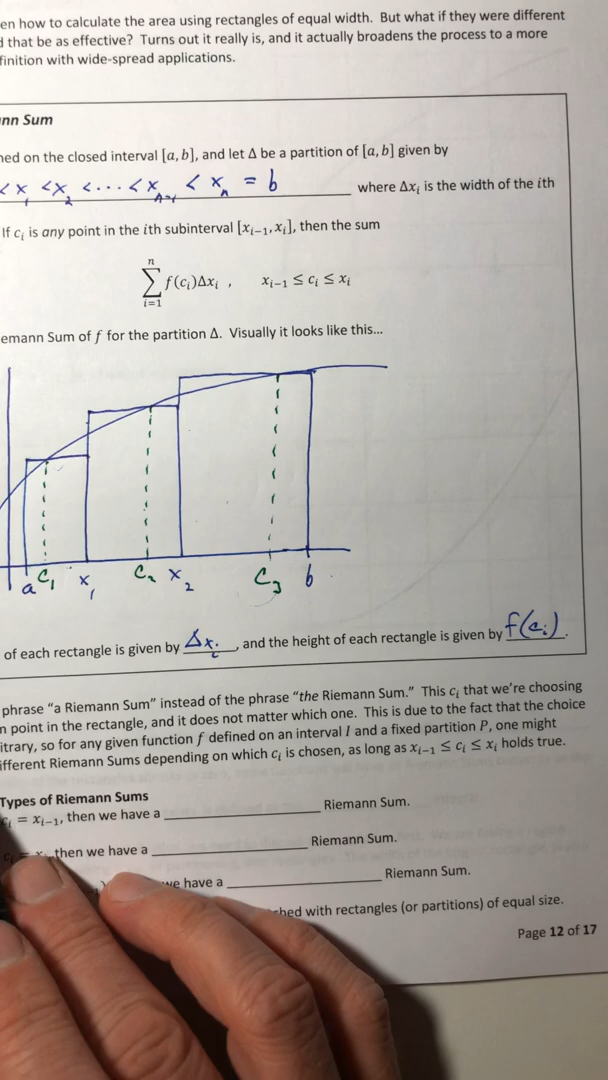 en how to calculate the area using rectangles of equal width. But what if they were different
that be as effective? Turns out it really is, and it actually broadens the process to a more
finition with wide-spread applications.
nn Sum
ned on the closed interval [a, b], and let Δ be a partition of [a, b] given by
< x₁ < x₂ < ... < xₙ₋₁ < xₙ = b where Δxᵢ is the width of the ith
If cᵢ is any point in the ith subinterval [xᵢ₋₁, xᵢ], then the sum
n
∑ f(cᵢ)Δxᵢ , xᵢ₋₁ ≤ cᵢ ≤ xᵢ
i=1
emann Sum of f for the partition Δ. Visually it looks like this...
a c₁ x₁ c₂ x₂ c₃ b
of each rectangle is given by Δxᵢ, and the height of each rectangle is given by f(cᵢ).
phrase "a Riemann Sum" instead of the phrase "the Riemann Sum." This cᵢ that we're choosing
n point in the rectangle, and it does not matter which one. This is due to the fact that the choice
itrary, so for any given function f defined on an interval I and a fixed partition P, one might
ifferent Riemann Sums depending on which cᵢ is chosen, as long as xᵢ₋₁ ≤ cᵢ ≤ xᵢ holds true.
Types of Riemann Sums
cᵢ = xᵢ₋₁, then we have a ____________________ Riemann Sum.
then we have a ____________________ Riemann Sum.
we have a ____________________ Riemann Sum.
hed with rectangles (or partitions) of equal size.
Page 12 of 17